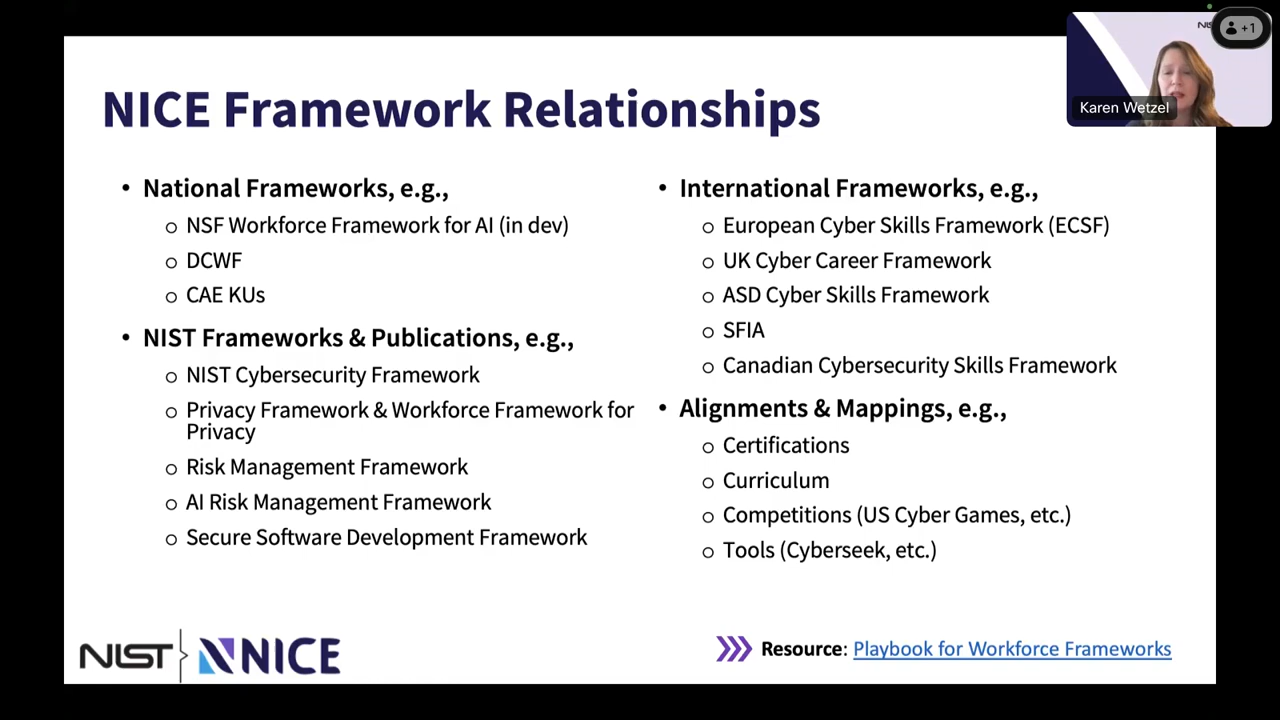 NICE Framework Relationships
• National Frameworks, e.g.,
o NSF Workforce Framework for AI (in dev)
o DCWF
o CAE KUs
• NIST Frameworks & Publications, e.g.,
o NIST Cybersecurity Framework
o Privacy Framework & Workforce Framework for
Privacy
o Risk Management Framework
o AI Risk Management Framework
o Secure Software Development Framework
• International Frameworks, e.g.,
o European Cyber Skills Framework (ECSF)
o UK Cyber Career Framework
o ASD Cyber Skills Framework
o SFIA
o Canadian Cybersecurity Skills Framework
• Alignments & Mappings, e.g.,
o Certifications
o Curriculum
o Competitions (US Cyber Games, etc.)
o Tools (Cyberseek, etc.)
NIST NICE
Resource: Playbook for Workforce Frameworks
+1
Karen Wetzel